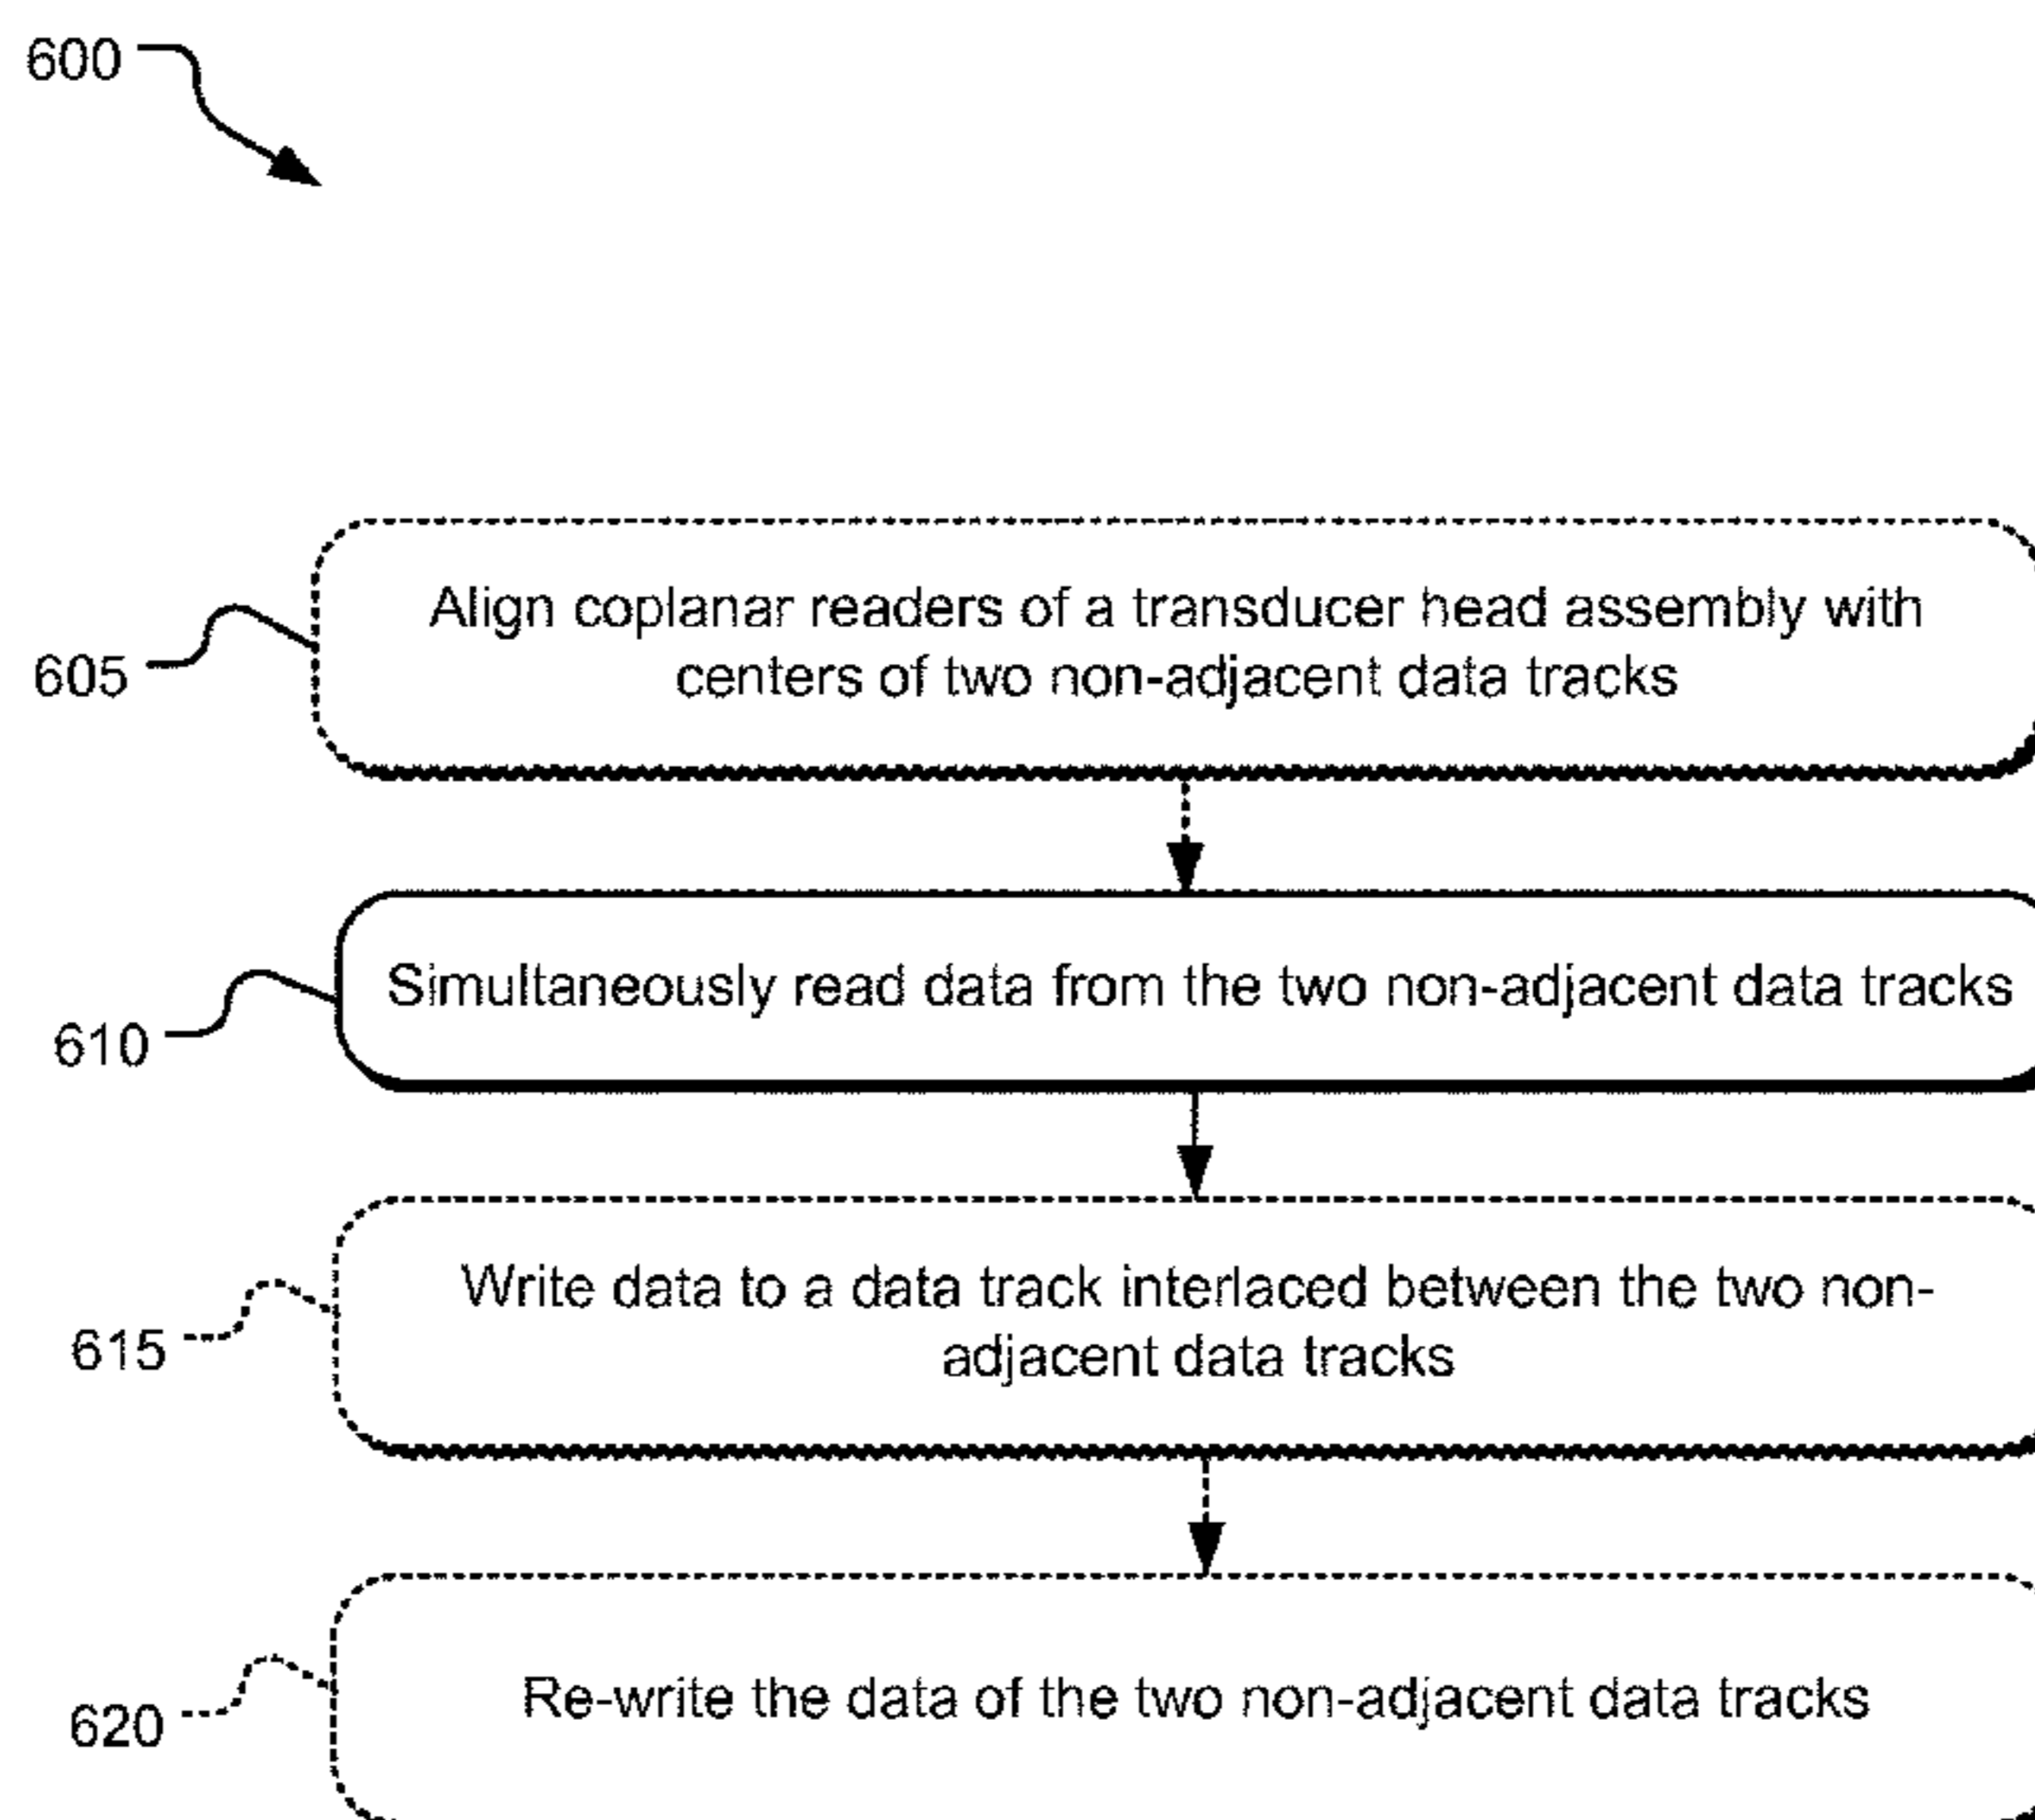 600
605
Align coplanar readers of a transducer head assembly with
centers of two non-adjacent data tracks
610
Simultaneously read data from the two non-adjacent data tracks
615
Write data to a data track interlaced between the two non-
adjacent data tracks
620
Re-write the data of the two non-adjacent data tracks